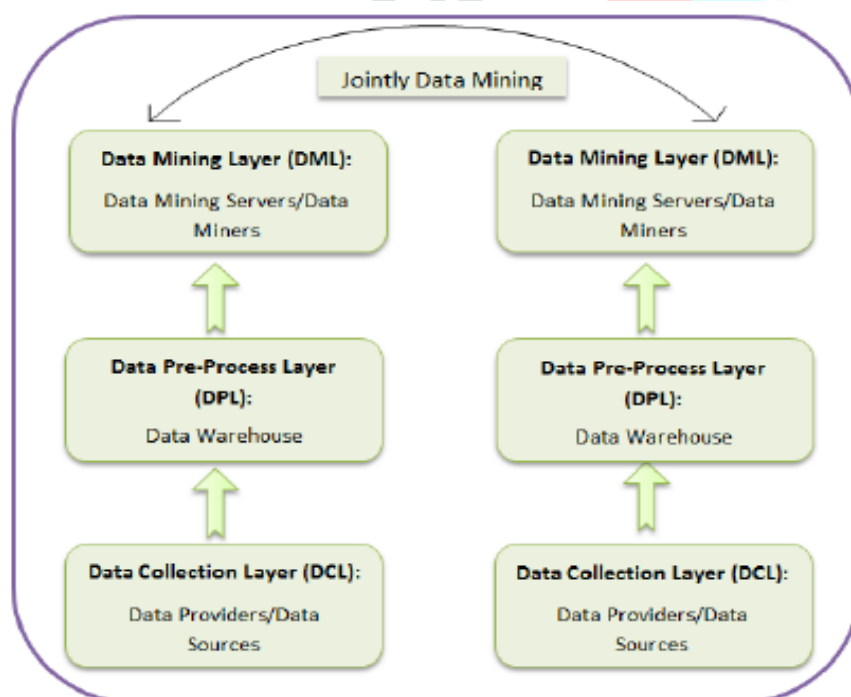 Jointly Data Mining
Data Mining Layer (DML):
Data Mining Servers/Data
Miners
Data Mining Layer (DML):
Data Mining Servers/Data
Miners
Data Pre-Process Layer
(DPL):
Data Warehouse
Data Pre-Process Layer
(DPL):
Data Warehouse
Data Collection Layer (DCL):
Data Providers/Data
Sources
Data Collection Layer (DCL):
Data Providers/Data
Sources